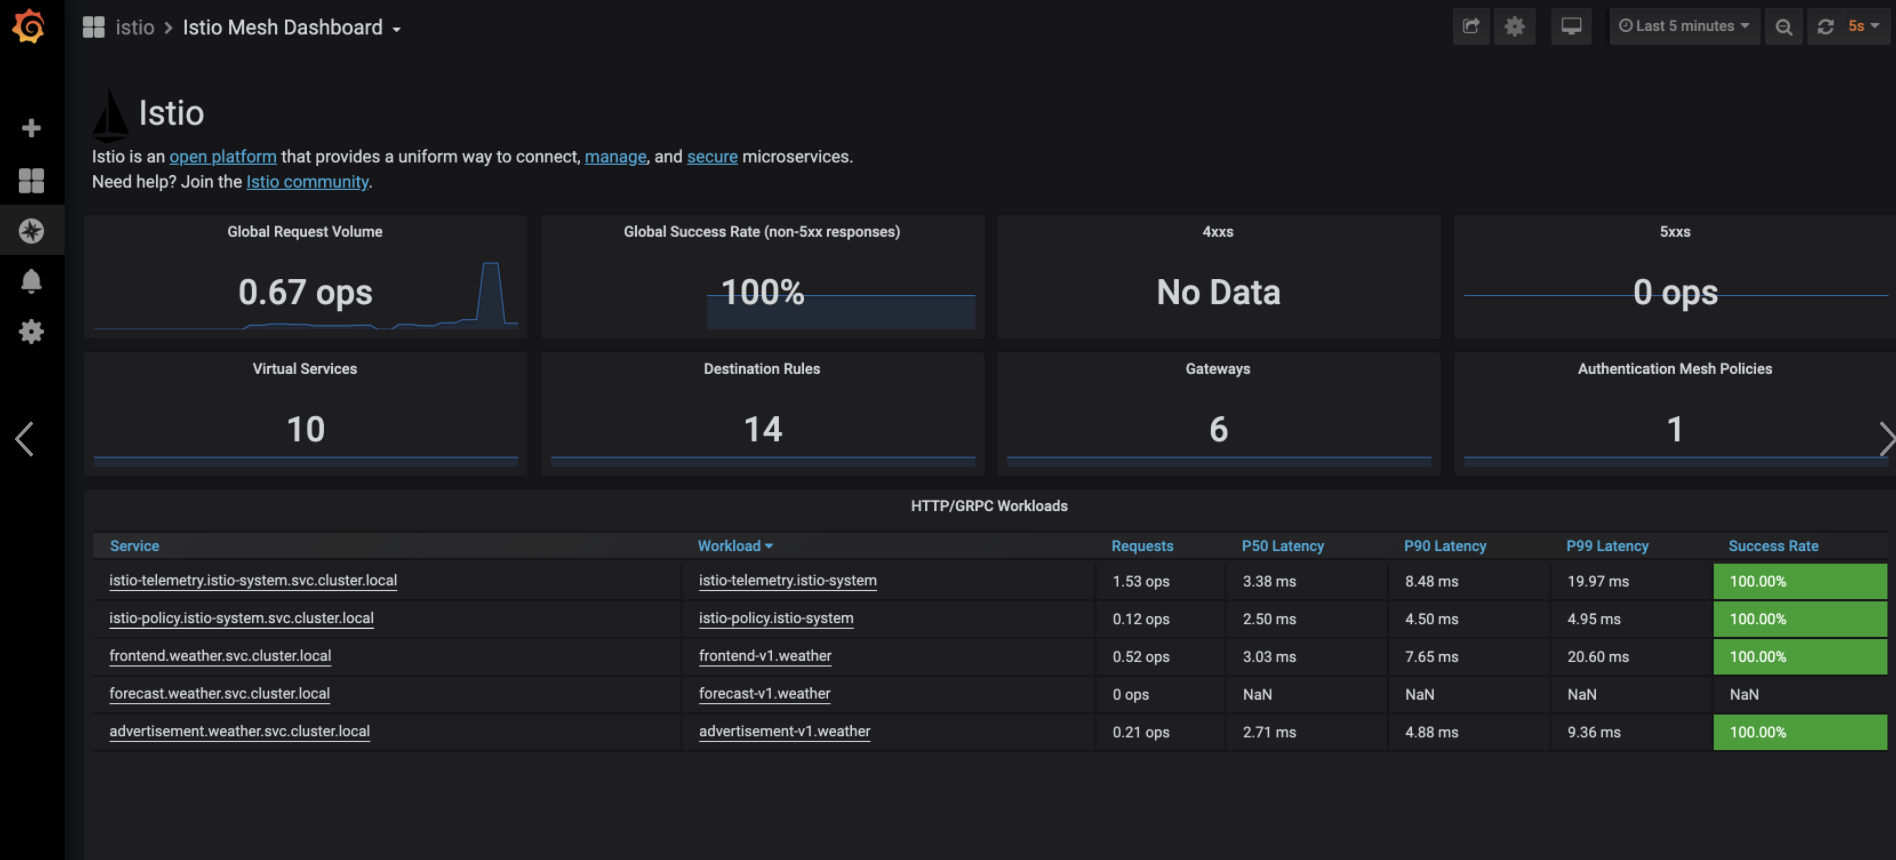 istio > Istio Mesh Dashboard
Last 5 minutes
5s
Istio
Istio is an open platform that provides a uniform way to connect, manage, and secure microservices.
Need help? Join the Istio community.
Global Request Volume
0.67 ops
Global Success Rate (non-5xx responses)
100%
4xxs
No Data
5xxs
0 ops
Virtual Services
10
Destination Rules
14
Gateways
6
Authentication Mesh Policies
1
HTTP/GRPC Workloads
Service Workload Requests P50 Latency P90 Latency P99 Latency Success Rate
istio-telemetry.istio-system.svc.cluster.local istio-telemetry.istio-system 1.53 ops 3.38 ms 8.48 ms 19.97 ms 100.00%
istio-policy.istio-system.svc.cluster.local istio-policy.istio-system 0.12 ops 2.50 ms 4.50 ms 4.95 ms 100.00%
frontend.weather.svc.cluster.local frontend-v1.weather 0.52 ops 3.03 ms 7.65 ms 20.60 ms 100.00%
forecast.weather.svc.cluster.local forecast-v1.weather 0 ops NaN NaN NaN NaN
advertisement.weather.svc.cluster.local advertisement-v1.weather 0.21 ops 2.71 ms 4.88 ms 9.36 ms 100.00%